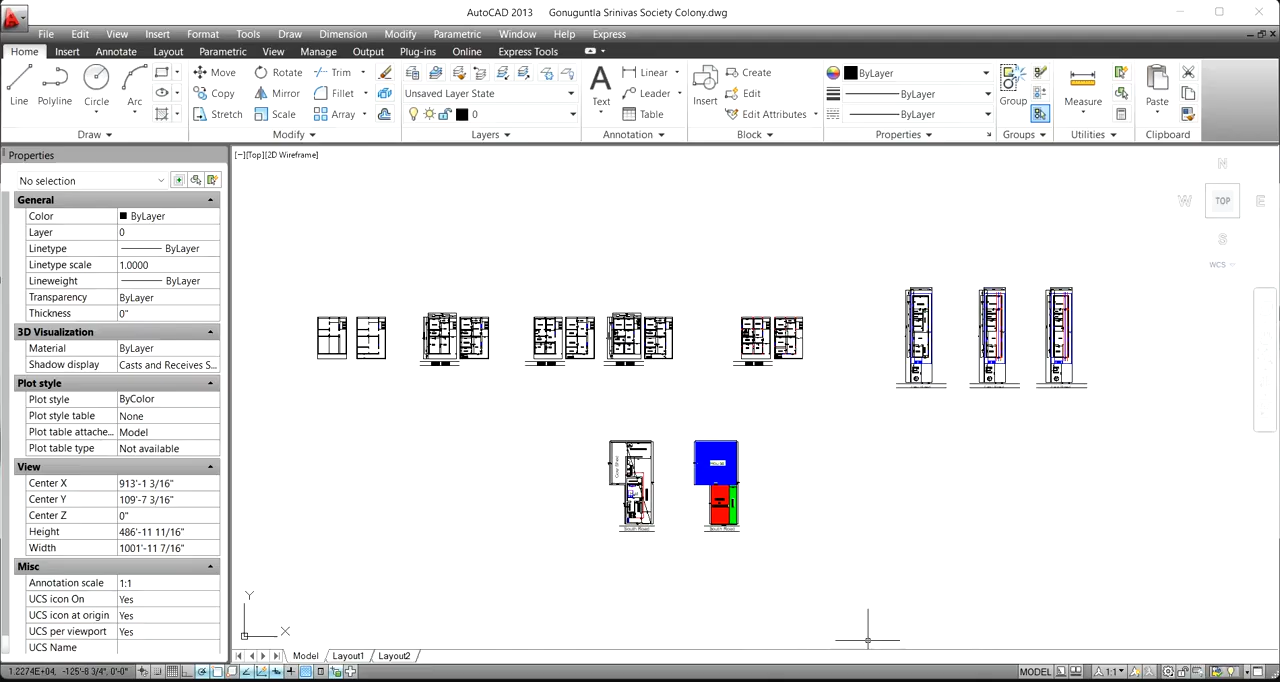 AutoCAD 2013 Gonuguntla Srinivas Society Colony.dwg
File Edit View Insert Format Tools Draw Dimension Modify Parametric Window Help Express
Home Insert Annotate Layout Parametric View Manage Output Plug-ins Online Express Tools
Move Rotate Trim
Copy Mirror Fillet
Stretch Scale Array
Line Polyline Circle Arc
Unsaved Layer State
0
Text
Linear
Leader
Table
Insert
Create
Edit
Edit Attributes
ByLayer
ByLayer
ByLayer
Group
Measure
Paste
Draw Modify Layers Annotation Block Properties Groups Utilities Clipboard
Properties
[−][Top][2D Wireframe]
No selection
General
Color ByLayer
Layer 0
Linetype ByLayer
Linetype scale 1.0000
Lineweight ByLayer
Transparency ByLayer
Thickness 0"
3D Visualization
Material ByLayer
Shadow display Casts and Receives S...
Plot style
Plot style ByColor
Plot style table None
Plot table attache... Model
Plot table type Not available
View
Center X 913'-1 3/16"
Center Y 109'-7 3/16"
Center Z 0"
Height 486'-11 11/16"
Width 1001'-11 7/16"
Misc
Annotation scale 1:1
UCS icon On Yes
UCS icon at origin Yes
UCS per viewport Yes
UCS Name
N
W TOP E
S
WCS
South Road South Road
Y
X
Model Layout1 Layout2
1.2274E+04, -125'-8 3/4", 0'-0"
MODEL 1:1